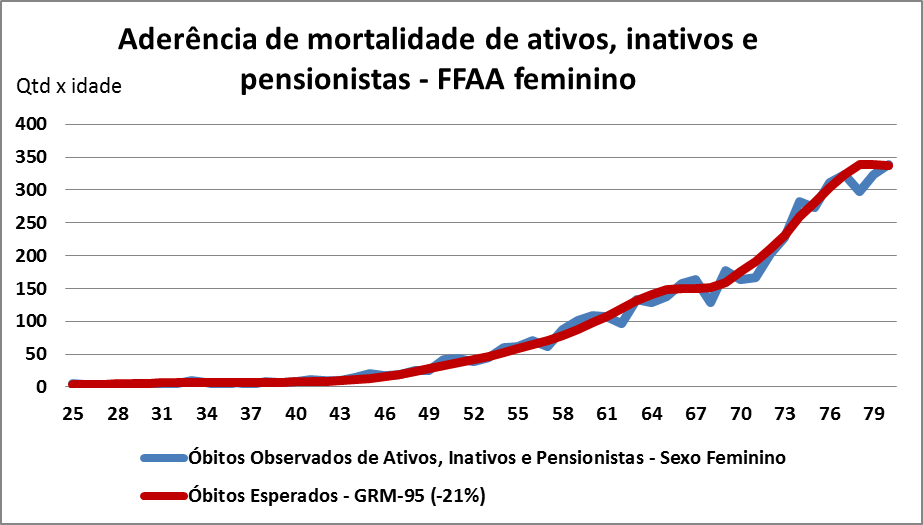 Aderência de mortalidade de ativos, inativos e
pensionistas - FFAA feminino
Qtd x idade
400
350
300
250
200
150
100
50
0
25 28 31 34 37 40 43 46 49 52 55 58 61 64 67 70 73 76 79
Óbitos Observados de Ativos, Inativos e Pensionistas - Sexo Feminino
Óbitos Esperados - GRM-95 (-21%)